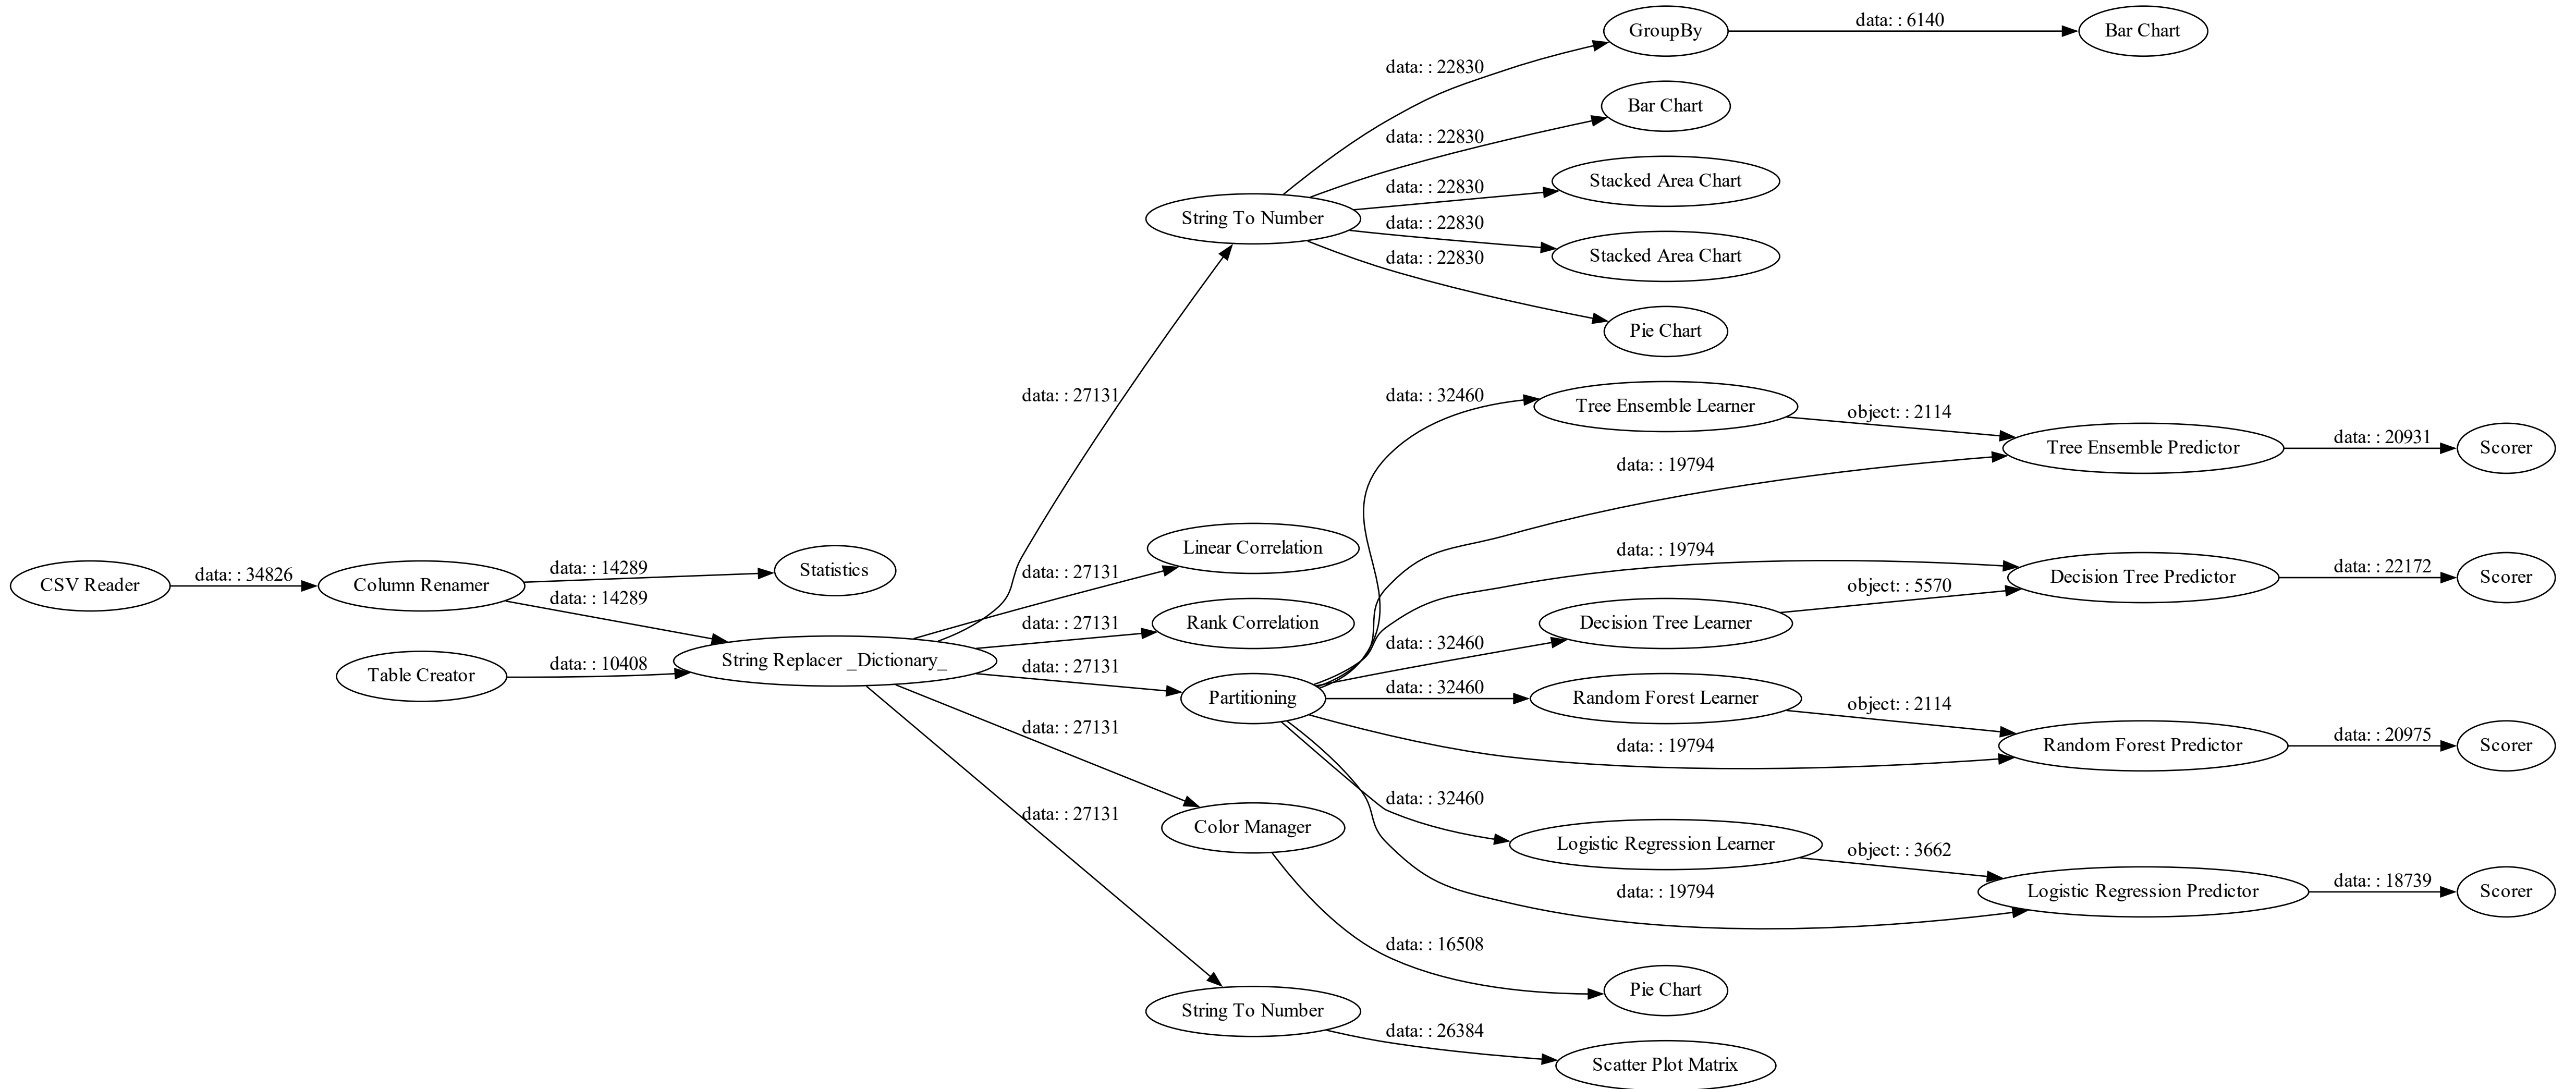 GroupBy
data: : 6140
Bar Chart
data: : 22830
Bar Chart
data: : 22830
Stacked Area Chart
data: : 22830
String To Number
data: : 22830
Stacked Area Chart
data: : 22830
Pie Chart
data: : 27131
data: : 32460
Tree Ensemble Learner
object: : 2114
Tree Ensemble Predictor
data: : 20931
Scorer
data: : 19794
Linear Correlation
data: : 19794
Decision Tree Predictor
data: : 22172
Scorer
object: : 5570
CSV Reader
data: : 34826
Column Renamer
data: : 14289
Statistics
data: : 14289
data: : 27131
data: : 27131
Rank Correlation
Decision Tree Learner
data: : 32460
Table Creator
data: : 10408
String Replacer _Dictionary_
data: : 27131
Partitioning
data: : 32460
Random Forest Learner
object: : 2114
data: : 19794
Random Forest Predictor
data: : 20975
Scorer
data: : 27131
data: : 32460
data: : 27131
Color Manager
Logistic Regression Learner
object: : 3662
data: : 19794
Logistic Regression Predictor
data: : 18739
Scorer
data: : 16508
Pie Chart
String To Number
data: : 26384
Scatter Plot Matrix